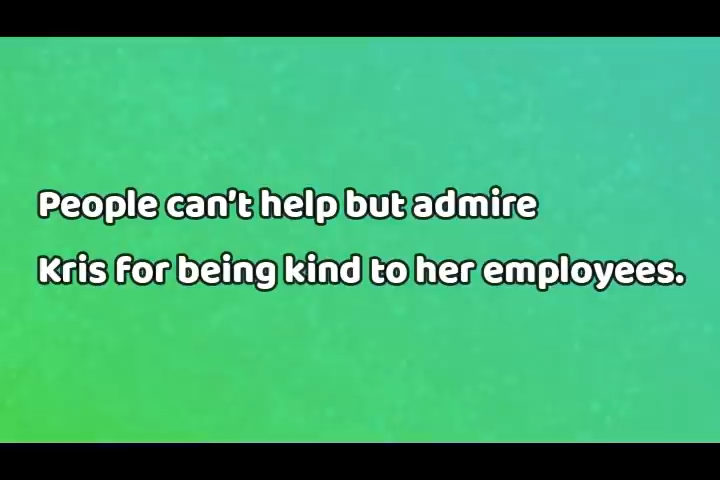 People can't help but admire
Kris for being kind to her employees.